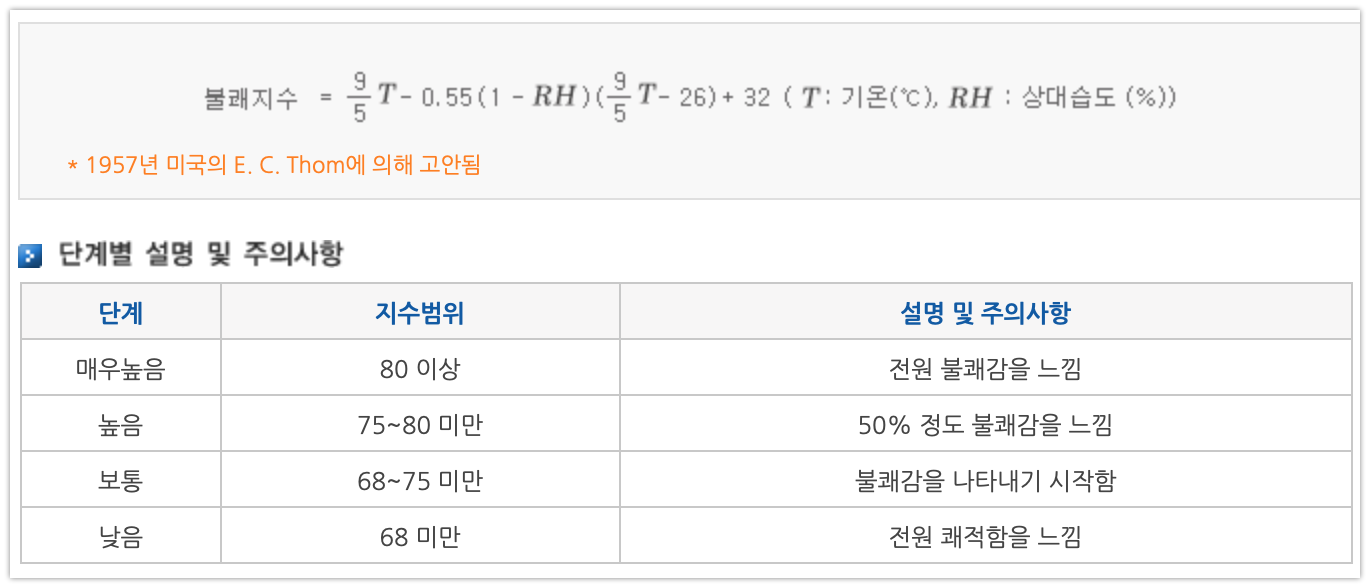 불쾌지수 = 9/5 T - 0.55(1 - RH)(9/5 T - 26) + 32 ( T : 기온(℃), RH : 상대습도 (%))
* 1957년 미국의 E. C. Thom에 의해 고안됨
단계별 설명 및 주의사항
단계 지수범위 설명 및 주의사항
매우높음 80 이상 전원 불쾌감을 느낌
높음 75~80 미만 50% 정도 불쾌감을 느낌
보통 68~75 미만 불쾌감을 나타내기 시작함
낮음 68 미만 전원 쾌적함을 느낌